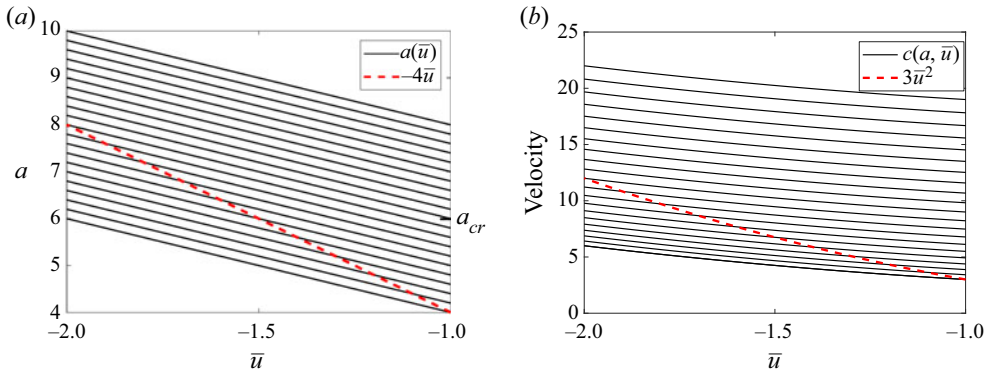 (a)
10
9
8
7
6
5
4
a
a(ū)
–4ū
a_cr
–2.0
–1.5
–1.0
ū
(b)
25
20
15
10
5
0
Velocity
c(a, ū)
3ū²
–2.0
–1.5
–1.0
ū